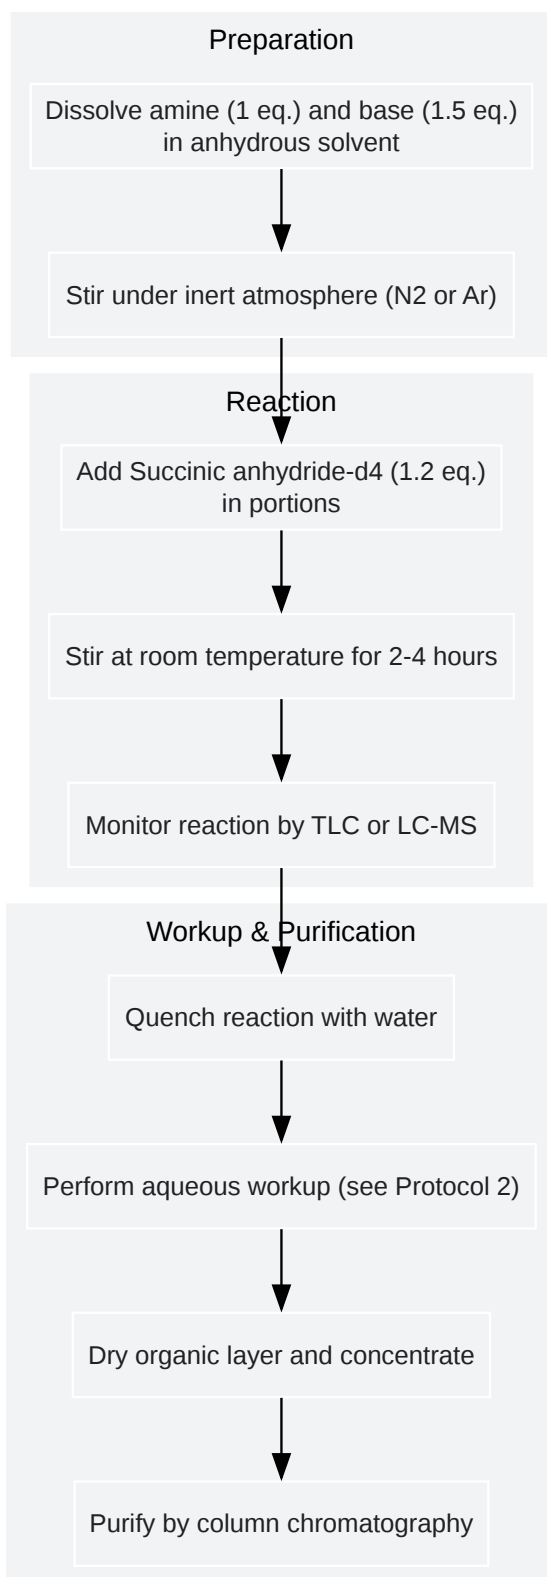 Preparation
Dissolve amine (1 eq.) and base (1.5 eq.)
in anhydrous solvent
Stir under inert atmosphere (N2 or Ar)
Reaction
Add Succinic anhydride-d4 (1.2 eq.)
in portions
Stir at room temperature for 2-4 hours
Monitor reaction by TLC or LC-MS
Workup & Purification
Quench reaction with water
Perform aqueous workup (see Protocol 2)
Dry organic layer and concentrate
Purify by column chromatography